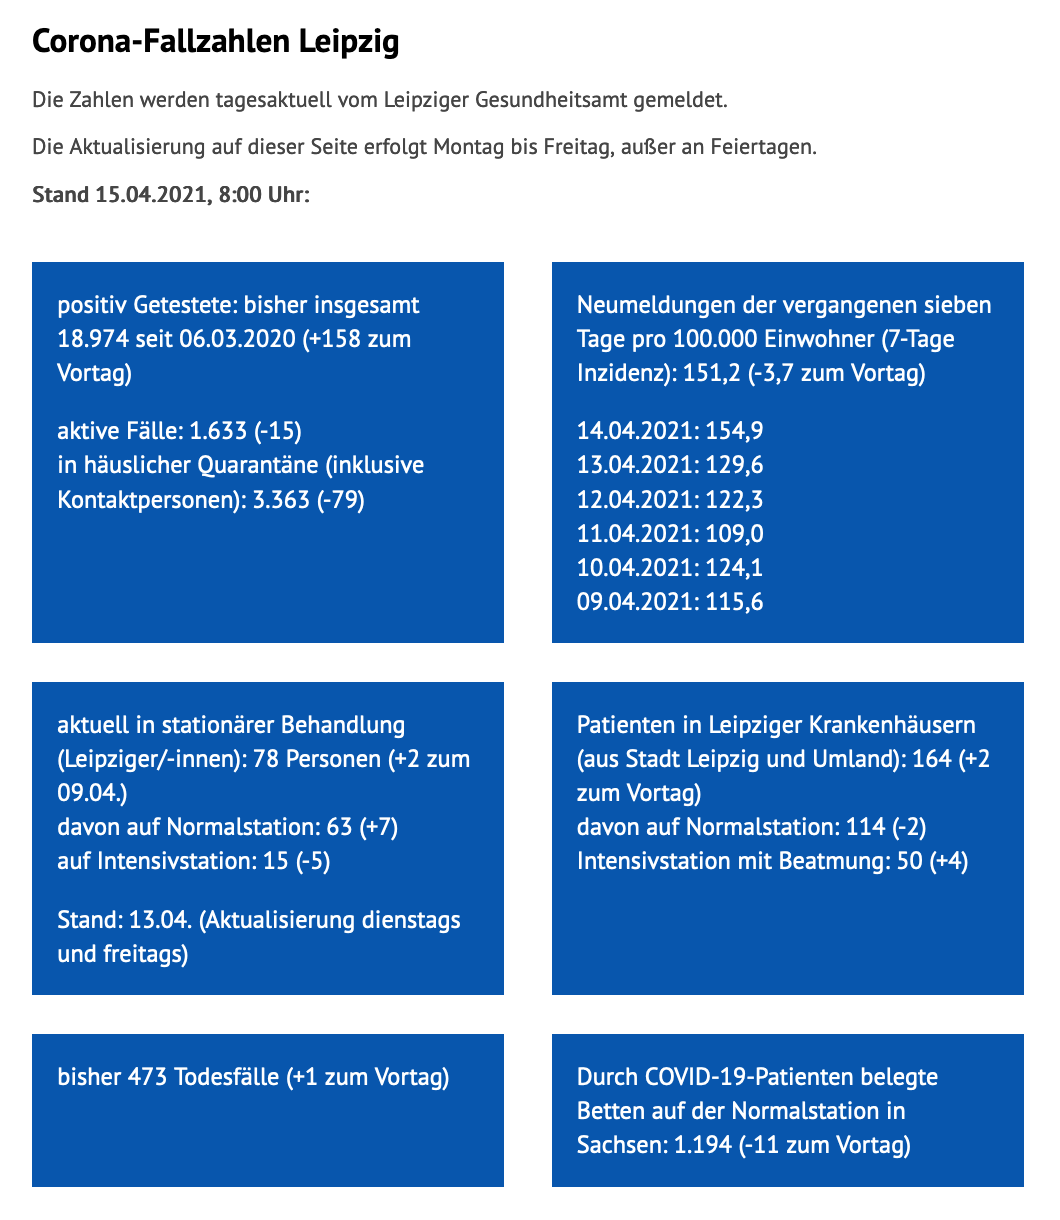 Corona-Fallzahlen Leipzig
Die Zahlen werden tagesaktuell vom Leipziger Gesundheitsamt gemeldet.
Die Aktualisierung auf dieser Seite erfolgt Montag bis Freitag, außer an Feiertagen.
Stand 15.04.2021, 8:00 Uhr:
positiv Getestete: bisher insgesamt
18.974 seit 06.03.2020 (+158 zum
Vortag)
aktive Fälle: 1.633 (-15)
in häuslicher Quarantäne (inklusive
Kontaktpersonen): 3.363 (-79)
Neumeldungen der vergangenen sieben
Tage pro 100.000 Einwohner (7-Tage
Inzidenz): 151,2 (-3,7 zum Vortag)
14.04.2021: 154,9
13.04.2021: 129,6
12.04.2021: 122,3
11.04.2021: 109,0
10.04.2021: 124,1
09.04.2021: 115,6
aktuell in stationärer Behandlung
(Leipziger/-innen): 78 Personen (+2 zum
09.04.)
davon auf Normalstation: 63 (+7)
auf Intensivstation: 15 (-5)
Stand: 13.04. (Aktualisierung dienstags
und freitags)
Patienten in Leipziger Krankenhäusern
(aus Stadt Leipzig und Umland): 164 (+2
zum Vortag)
davon auf Normalstation: 114 (-2)
Intensivstation mit Beatmung: 50 (+4)
bisher 473 Todesfälle (+1 zum Vortag)
Durch COVID-19-Patienten belegte
Betten auf der Normalstation in
Sachsen: 1.194 (-11 zum Vortag)